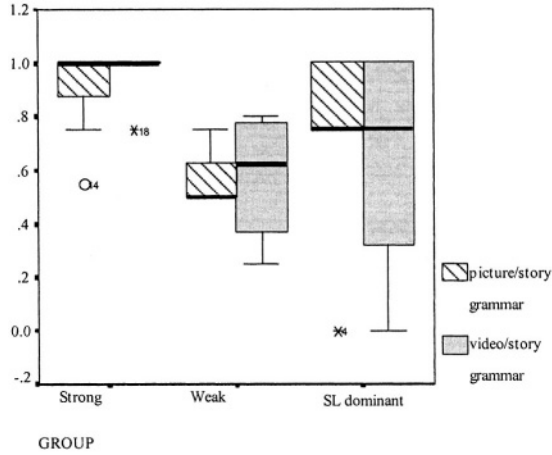 1.2
1.0
.8
.6
.4
.2
0.0
-.2
14
18
4
Strong Weak SL dominant
GROUP
picture/story
grammar
video/story
grammar